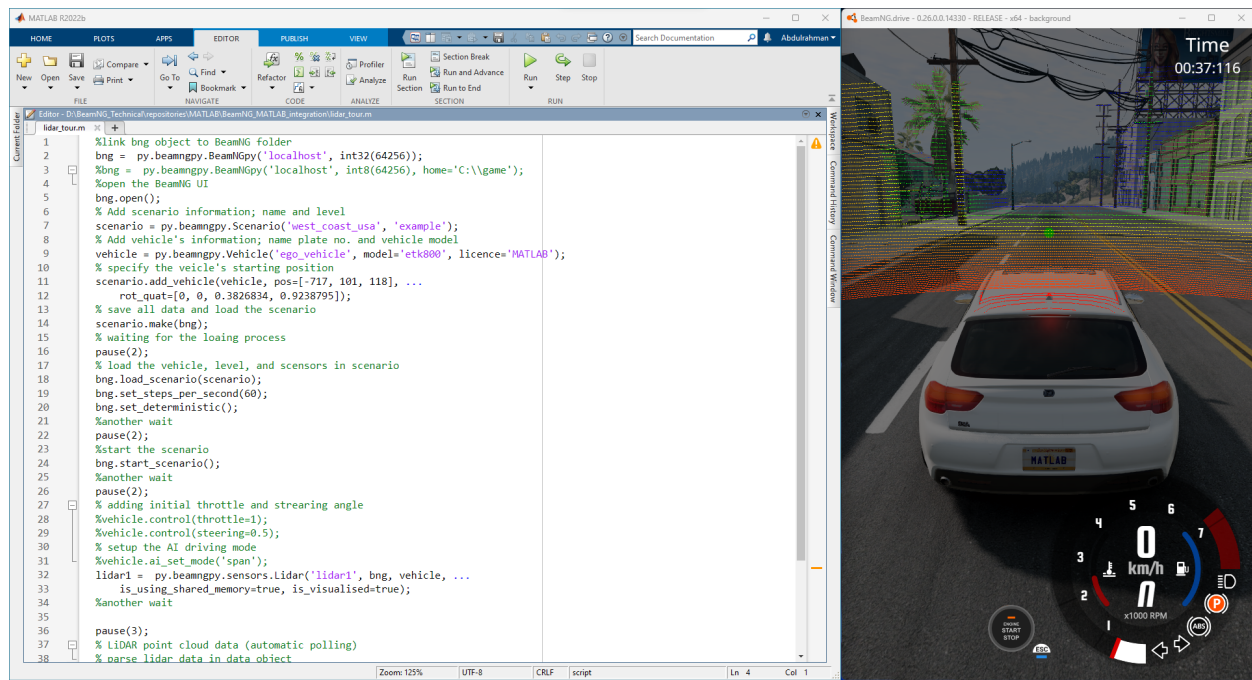 MATLAB R2022b
HOME PLOTS APPS EDITOR PUBLISH VIEW Search Documentation Abdulrahman
New Open Save Compare Print Go To Find Bookmark Refactor Profiler Analyze Run Section Section Break Run and Advance Run to End Run Step Stop
FILE NAVIGATE CODE ANALYZE SECTION RUN
Current Folder
Editor - D:\BeamNG_Technical\repositories\MATLAB\BeamNG_MATLAB_integration\lidar_tour.m
lidar_tour.m
1 %link bng object to BeamNG folder
2 bng =  py.beamngpy.BeamNGpy('localhost', int32(64256));
3 %bng =  py.beamngpy.BeamNGpy('localhost', int8(64256), home='C:\\game');
4 %open the BeamNG UI
5 bng.open();
6 % Add scenario information; name and level
7 scenario = py.beamngpy.Scenario('west_coast_usa', 'example');
8 % Add vehicle's information; name plate no. and vehicle model
9 vehicle = py.beamngpy.Vehicle('ego_vehicle', model='etk800', licence='MATLAB');
10 % specify the veicle's starting position
11 scenario.add_vehicle(vehicle, pos=[-717, 101, 118], ...
12 rot_quat=[0, 0, 0.3826834, 0.9238795]);
13 % save all data and load the scenario
14 scenario.make(bng);
15 % waiting for the loaing process
16 pause(2);
17 % load the vehicle, level, and scensors in scenario
18 bng.load_scenario(scenario);
19 bng.set_steps_per_second(60);
20 bng.set_deterministic();
21 %another wait
22 pause(2);
23 %start the scenario
24 bng.start_scenario();
25 %another wait
26 pause(2);
27 % adding initial throttle and strearing angle
28 %vehicle.control(throttle=1);
29 %vehicle.control(steering=0.5);
30 % setup the AI driving mode
31 %vehicle.ai_set_mode('span');
32 lidar1 =  py.beamngpy.sensors.Lidar('lidar1', bng, vehicle, ...
33 is_using_shared_memory=true, is_visualised=true);
34 %another wait
35
36 pause(3);
37 % LiDAR point cloud data (automatic polling)
38 % parse lidar data in data object
Workspace
Command History
Command Window
Zoom: 125% UTF-8 CRLF script Ln 4 Col 1
BeamNG.drive - 0.26.0.0.14330 - RELEASE - x64 - background
Time
00:37:116
MATLAB
1 2 3 4 5 6 7
0
km/h
n
x1000 RPM
ENGINE
START
STOP
ESC
P
ABS